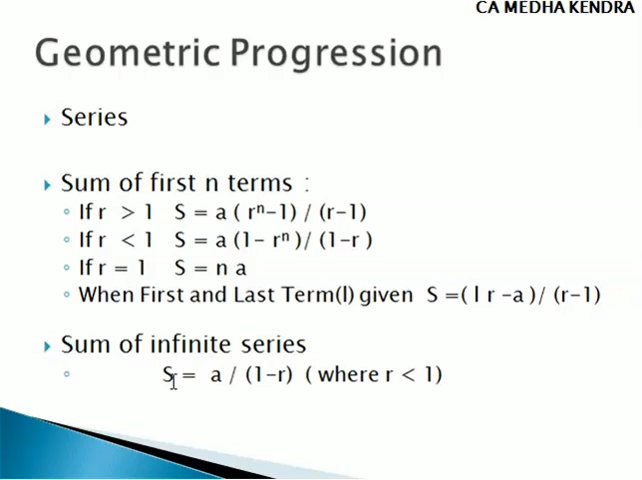 CA MEDHA KENDRA
Geometric Progression
Series
Sum of first n terms :
If r > 1 S = a ( rⁿ-1) / (r-1)
If r < 1 S = a (1- rⁿ )/ (1-r )
If r = 1 S = n a
When First and Last Term(l) given S =( l r -a )/ (r-1)
Sum of infinite series
S = a / (1-r) ( where r < 1)